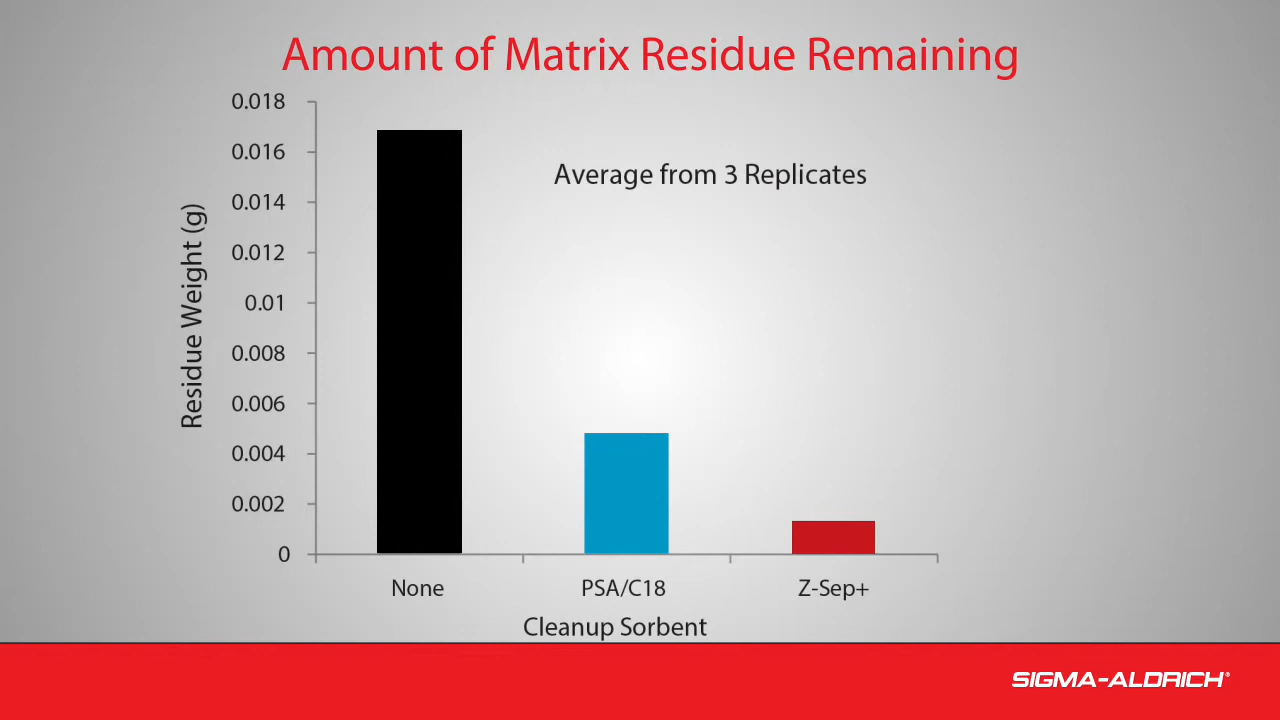 Amount of Matrix Residue Remaining
0.018
0.016
0.014
0.012
0.01
0.008
0.006
0.004
0.002
0
Residue Weight (g)
Average from 3 Replicates
None
PSA/C18
Z-Sep+
Cleanup Sorbent
SIGMA-ALDRICH®